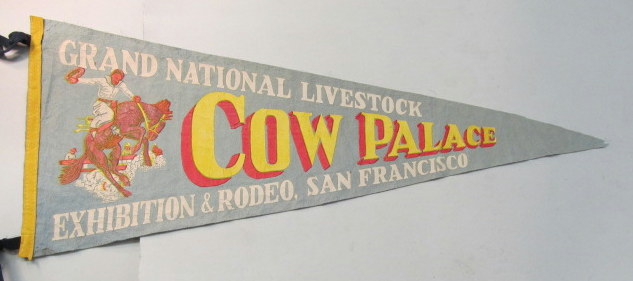 GRAND NATIONAL LIVESTOCK
COW PALACE
EXHIBITION & RODEO, SAN FRANCISCO